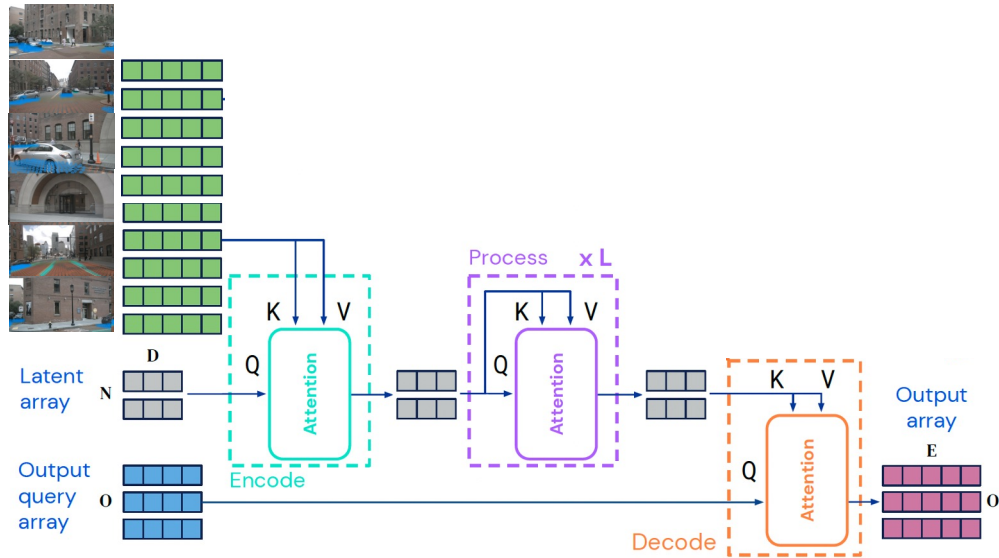 Process x L
K V
K
D
Q
Attention
Q
Attention
Latent
array
N
K V
Output
array
Encode
E
Output
query
array
O
Q
Attention
O
Decode